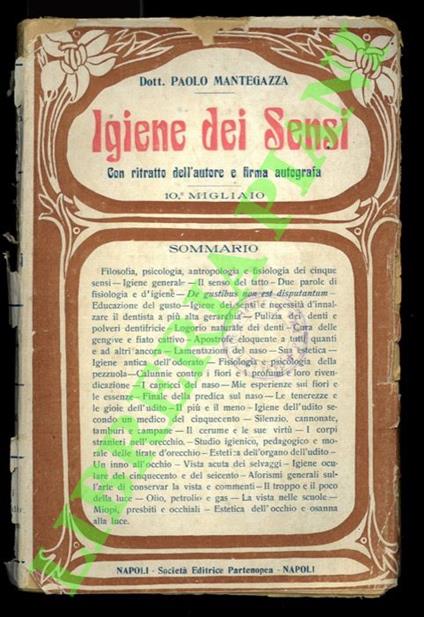 Dott. PAOLO MANTEGAZZA
Igiene dei Sensi
Con ritratto dell'autore e firma autografa
10.° MIGLIAIO
SOMMARIO
Filosofia, psicologia, antropologia e fisiologia dei cinque
sensi — Igiene generale — Il senso del tatto — Due parole di
fisiologia e d'igiene — De gustibus non est disputandum —
Educazione del gusto — Igiene dei sensi e necessità d'innal-
zare il dentista a più alta gerarchia — Pulizia dei denti e
polveri dentifricie — Logorio naturale dei denti — Cura delle
gengive e fiato cattivo — Apostrofe eloquente a tutti quanti
e ad altri ancora — Lamentazioni del naso — Sua estetica —
Igiene antica dell'odorato — Fisiologia e psicologia della
pezzuola — Calunnie contro i fiori e i profumi e loro riven-
dicazione — I capricci del naso — Mie esperienze sui fiori e
le essenze — Finale della predica sul naso — Le tenerezze e
le gioie dell'udito — Il più e il meno — Igiene dell'udito se-
condo un medico del cinquecento — Silenzio, cannonate,
tamburi e campane — Il cerume e le sue virtù — I corpi
stranieri nell'orecchio — Studio igienico, pedagogico e mo-
rale delle tirate d'orecchio — Estetica dell'organo dell'udito —
Un inno all'occhio — Vista acuta dei selvaggi — Igiene ocu-
lare del cinquecento e del seicento — Aforismi generali sul-
l'arte di conservar la vista e commenti — Il troppo e il poco
della luce — Olio, petrolio e gas — La vista nelle scuole —
Miopi, presbiti e occhiali — Estetica dell'occhio e osanna
alla luce.
NAPOLI - Società Editrice Partenopea - NAPOLI